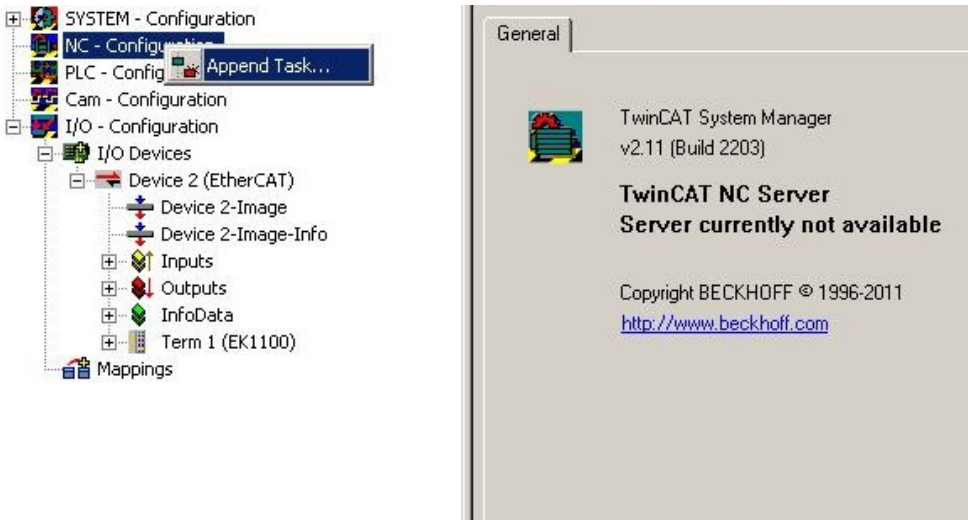 SYSTEM - Configuration
NC - Configuration
Append Task...
PLC - Config
Cam - Configuration
I/O - Configuration
I/O Devices
Device 2 (EtherCAT)
Device 2-Image
Device 2-Image-Info
Inputs
Outputs
InfoData
Term 1 (EK1100)
Mappings
General
TwinCAT System Manager
v2.11 (Build 2203)
TwinCAT NC Server
Server currently not available
Copyright BECKHOFF © 1996-2011
http://www.beckhoff.com